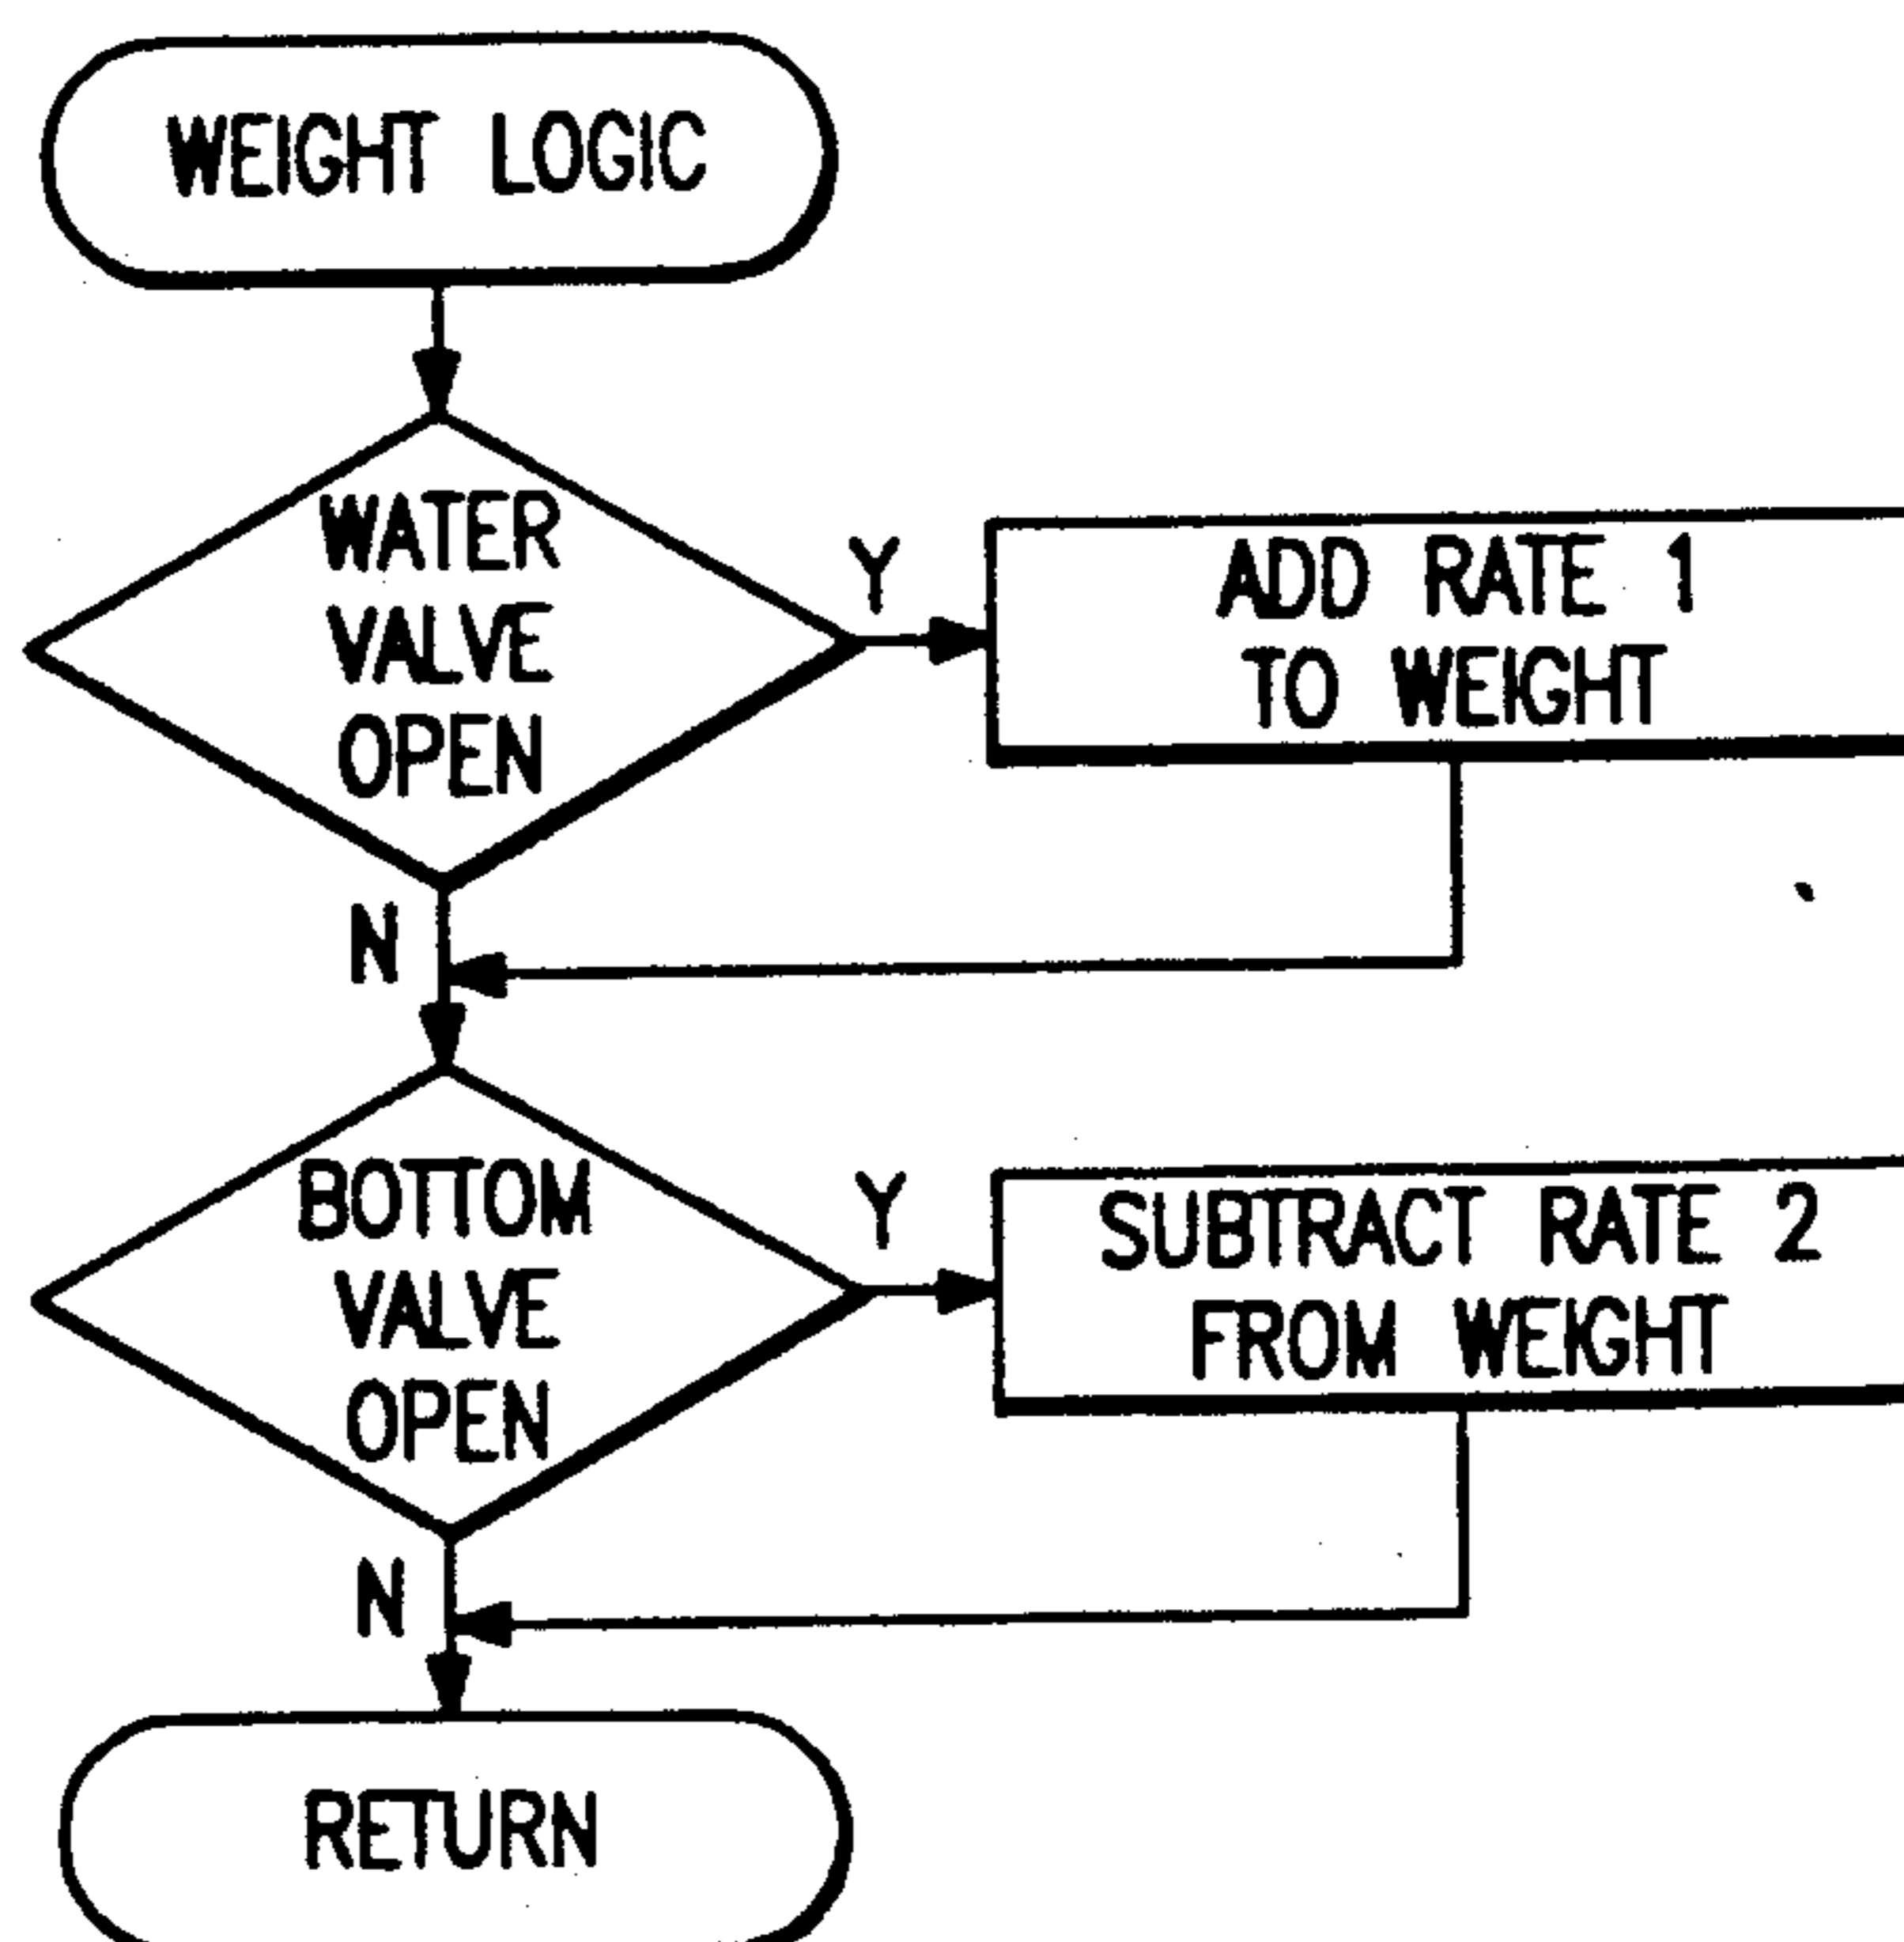 WEIGHT LOGIC
WATER
VALVE
OPEN
Y
ADD RATE 1
TO WEIGHT
N
BOTTOM
VALVE
OPEN
Y
SUBTRACT RATE 2
FROM WEIGHT
N
RETURN